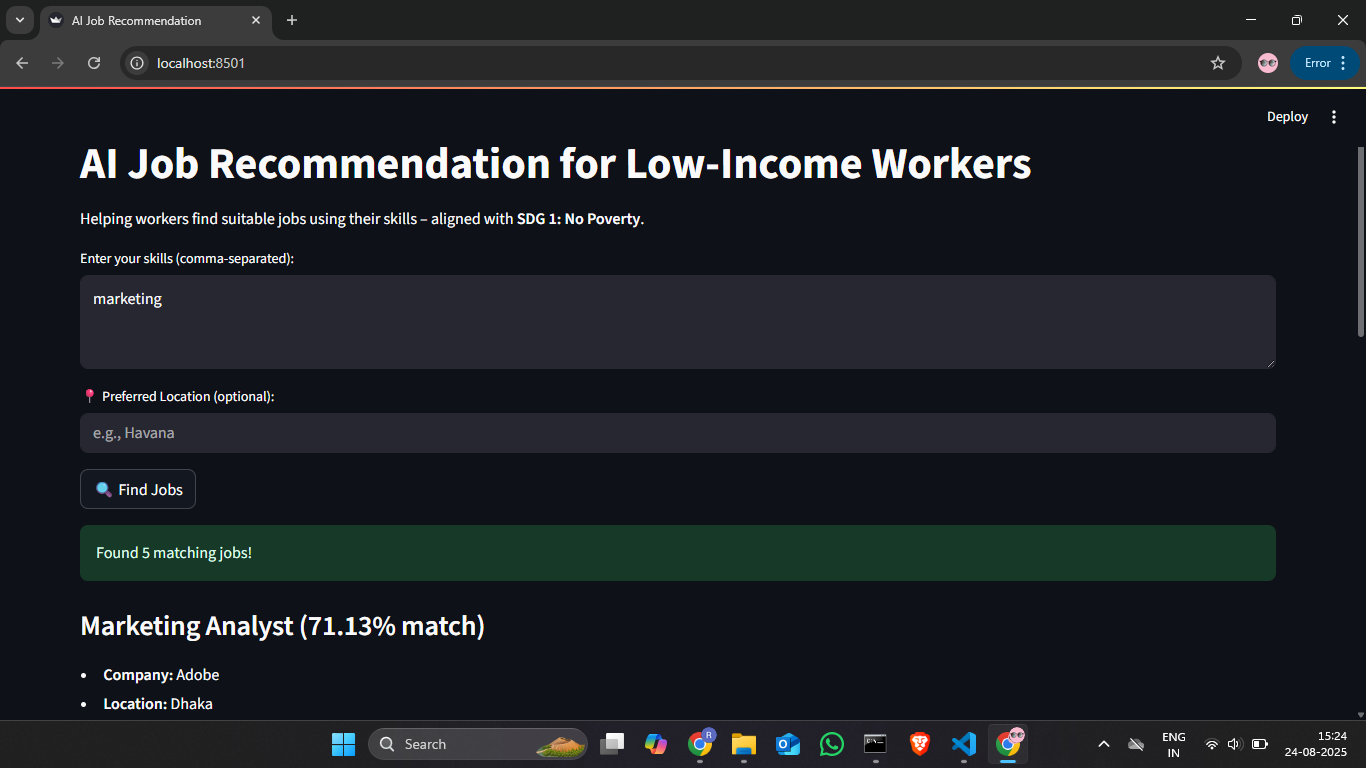 AI Job Recommendation
localhost:8501
Error
Deploy
AI Job Recommendation for Low-Income Workers
Helping workers find suitable jobs using their skills – aligned with SDG 1: No Poverty.
Enter your skills (comma-separated):
marketing
Preferred Location (optional):
e.g., Havana
Find Jobs
Found 5 matching jobs!
Marketing Analyst (71.13% match)
• Company: Adobe
• Location: Dhaka
Search
R
ENG
IN
15:24
24-08-2025